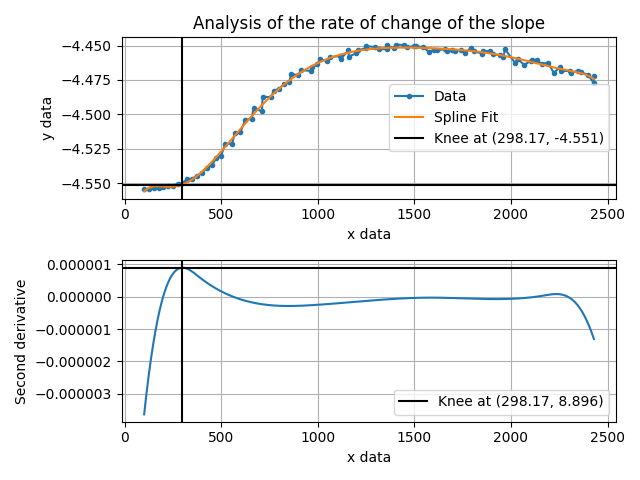 Analysis of the rate of change of the slope
−4.450
−4.475
−4.500
−4.525
−4.550
y data
Data
Spline Fit
Knee at (298.17, -4.551)
0 500 1000 1500 2000 2500
x data
0.000001
0.000000
−0.000001
−0.000002
−0.000003
Second derivative
Knee at (298.17, 8.896)
0 500 1000 1500 2000 2500
x data